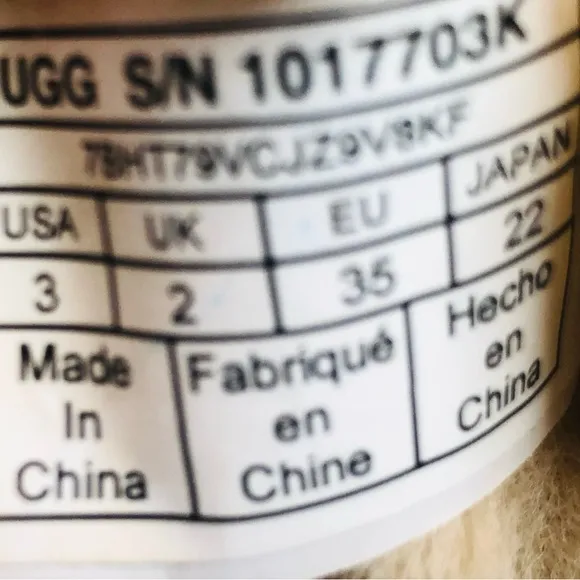 UGG S/N 1017703K
78HT79VCJZ9V8KF
USA UK EU JAPAN
3 2 35 22
Made In China
Fabriqué en Chine
Hecho en China